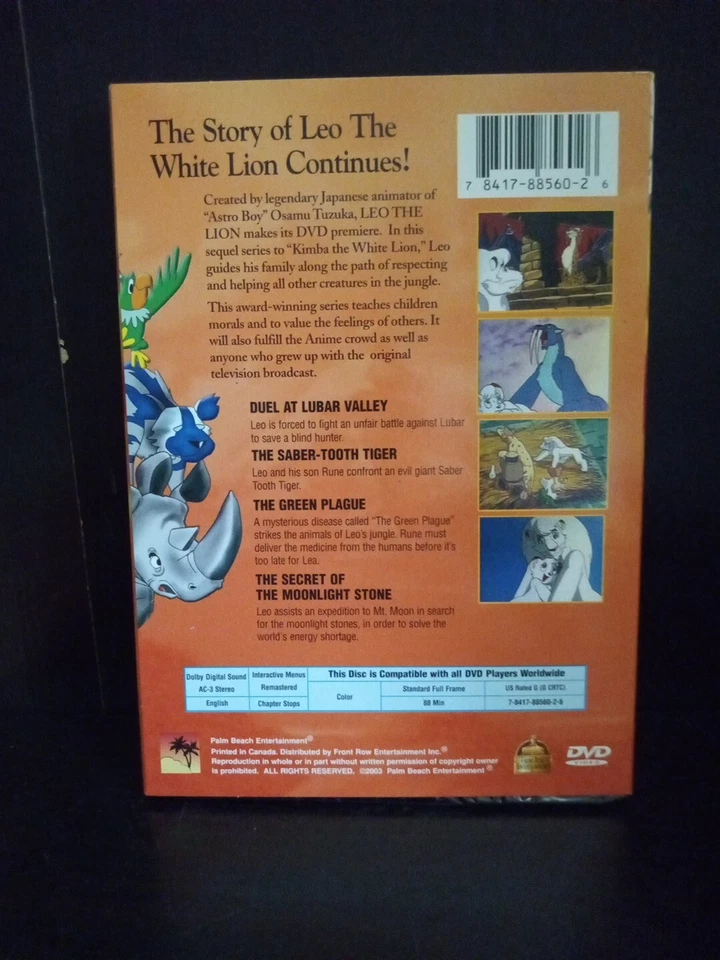 The Story of Leo The
White Lion Continues!
7 8417-88560-2 6
Created by legendary Japanese animator of
"Astro Boy" Osamu Tuzuka, LEO THE
LION makes its DVD premiere. In this
sequel series to "Kimba the White Lion," Leo
guides his family along the path of respecting
and helping all other creatures in the jungle.
This award-winning series teaches children
morals and to value the feelings of others. It
will also fulfill the Anime crowd as well as
anyone who grew up with the original
television broadcast.
DUEL AT LUBAR VALLEY
Leo is forced to fight an unfair battle against Lubar
to save a blind hunter.
THE SABER-TOOTH TIGER
Leo and his son Rune confront an evil giant Saber
Tooth Tiger.
THE GREEN PLAGUE
A mysterious disease called "The Green Plague"
strikes the animals of Leo's jungle. Rune must
deliver the medicine from the humans before it's
too late for Lea.
THE SECRET OF
THE MOONLIGHT STONE
Leo assists an expedition to Mt. Moon in search
for the moonlight stones, in order to solve the
world's energy shortage.
Dolby Digital Sound
AC-3 Stereo
English
Interactive Menus
Remastered
Chapter Stops
This Disc is Compatible with all DVD Players Worldwide
Color
Standard Full Frame
88 Min
US Rated G (G CRTC)
7-8417-88560-2-6
Palm Beach Entertainment®
Printed in Canada. Distributed by Front Row Entertainment Inc.®
Reproduction in whole or in part without written permission of copyright owner
is prohibited. ALL RIGHTS RESERVED. ©2003 Palm Beach Entertainment®
DVD
VIDEO